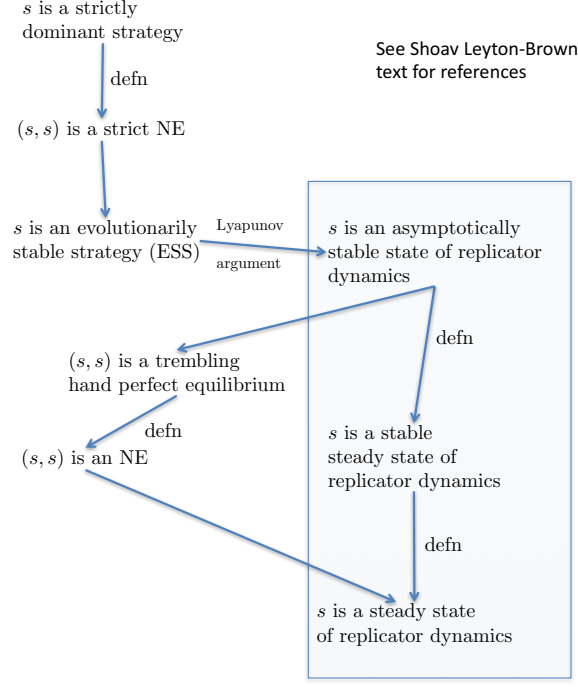 s is a strictly
dominant strategy
See Shoav Leyton-Brown
text for references
defn
(s, s) is a strict NE
s is an evolutionarily
stable strategy (ESS)
Lyapunov
argument
s is an asymptotically
stable state of replicator
dynamics
defn
(s, s) is a trembling
hand perfect equilibrium
defn
(s, s) is an NE
s is a stable
steady state of
replicator dynamics
defn
s is a steady state
of replicator dynamics